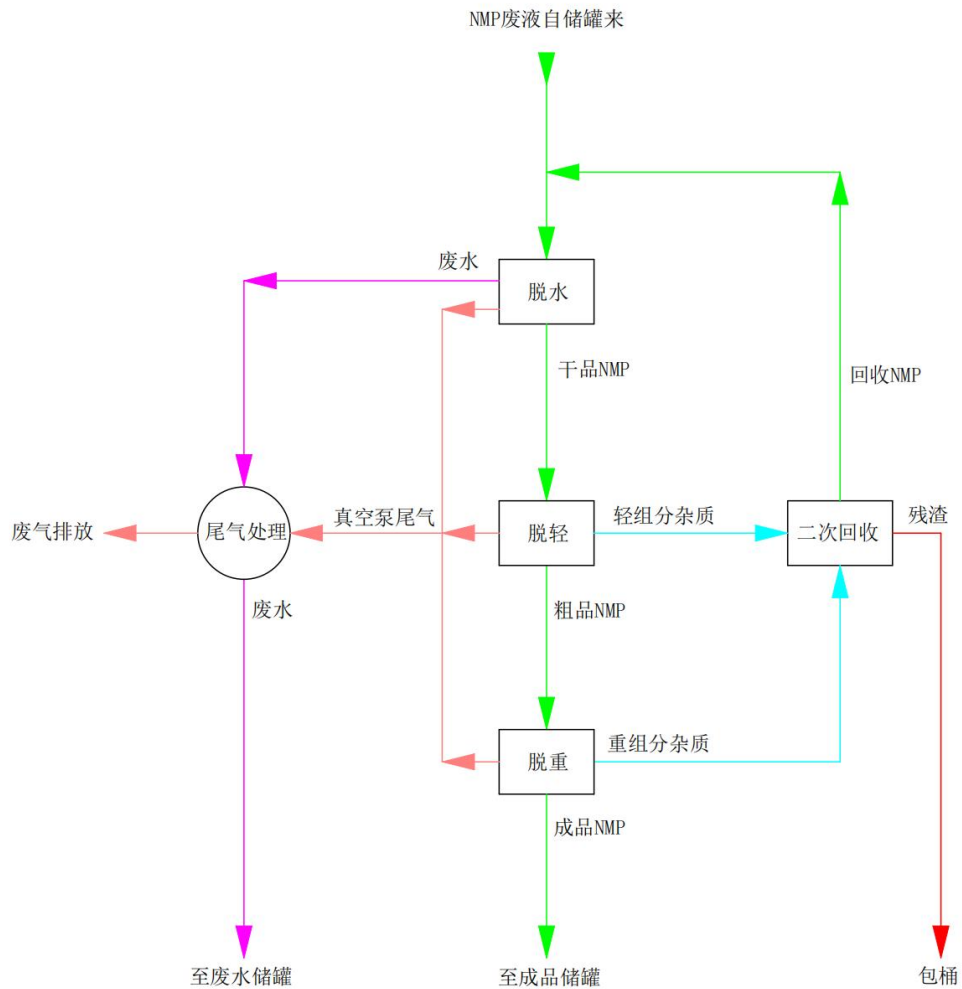 NMP废液自储罐来
废水
脱水
干品NMP
回收NMP
废气排放
尾气处理
真空泵尾气
脱轻
轻组分杂质
二次回收
残渣
废水
粗品NMP
脱重
重组分杂质
成品NMP
至废水储罐
至成品储罐
包桶